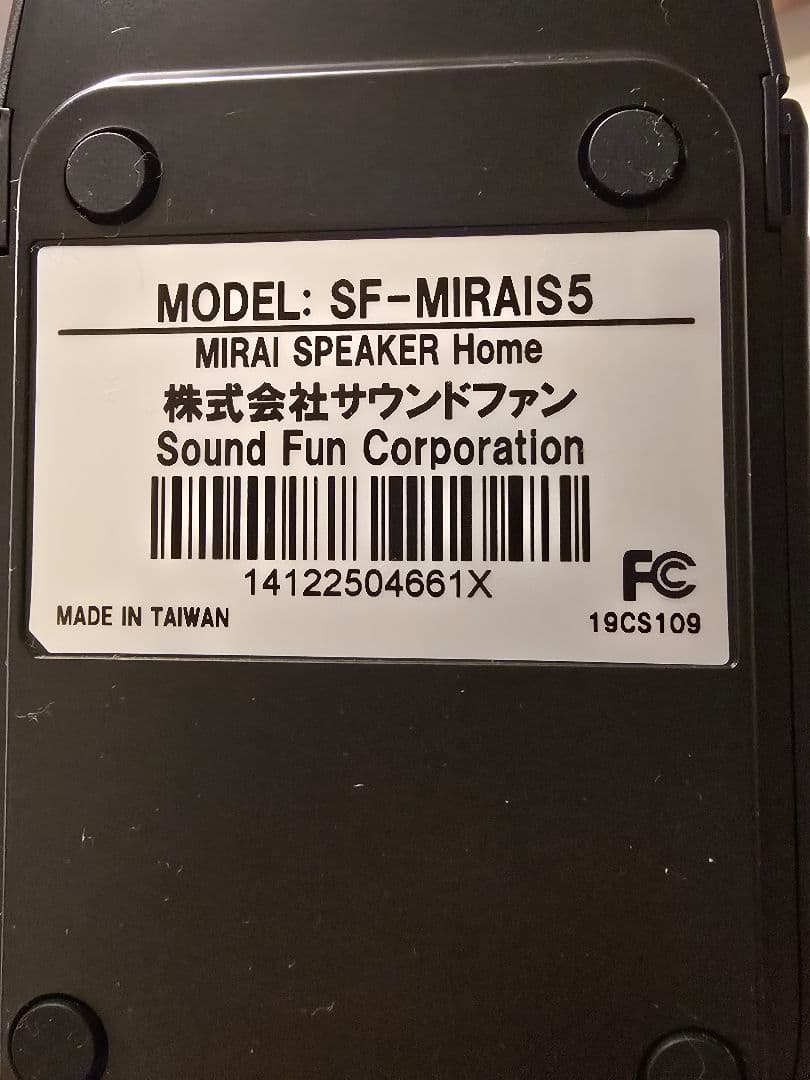 MODEL: SF-MIRAIS5
MIRAI SPEAKER Home
株式会社サウンドファン
Sound Fun Corporation
14122504661X
FC
MADE IN TAIWAN
19CS109